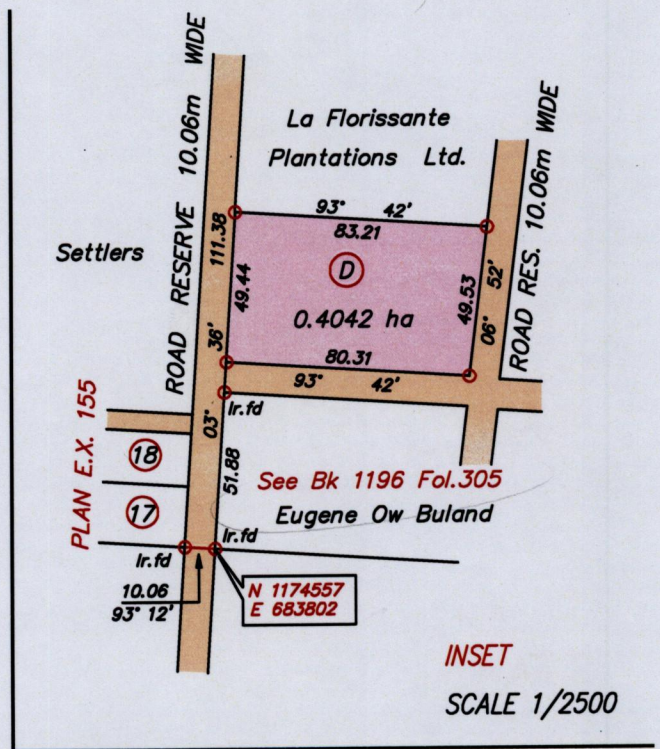 ROAD RESERVE 10.06m WIDE
La Florissante
Plantations Ltd.
ROAD RES. 10.06m WIDE
Settlers
93° 42'
83.21
111.38
49.44
D
49.53
06° 52'
0.4042 ha
80.31
93° 42'
03° 36'
Ir.fd
PLAN E.X. 155
18
51.88
See Bk 1196 Fol.305
17
Eugene Ow Buland
Ir.fd
Ir.fd
10.06
93° 12'
N 1174557
E 683802
INSET
SCALE 1/2500